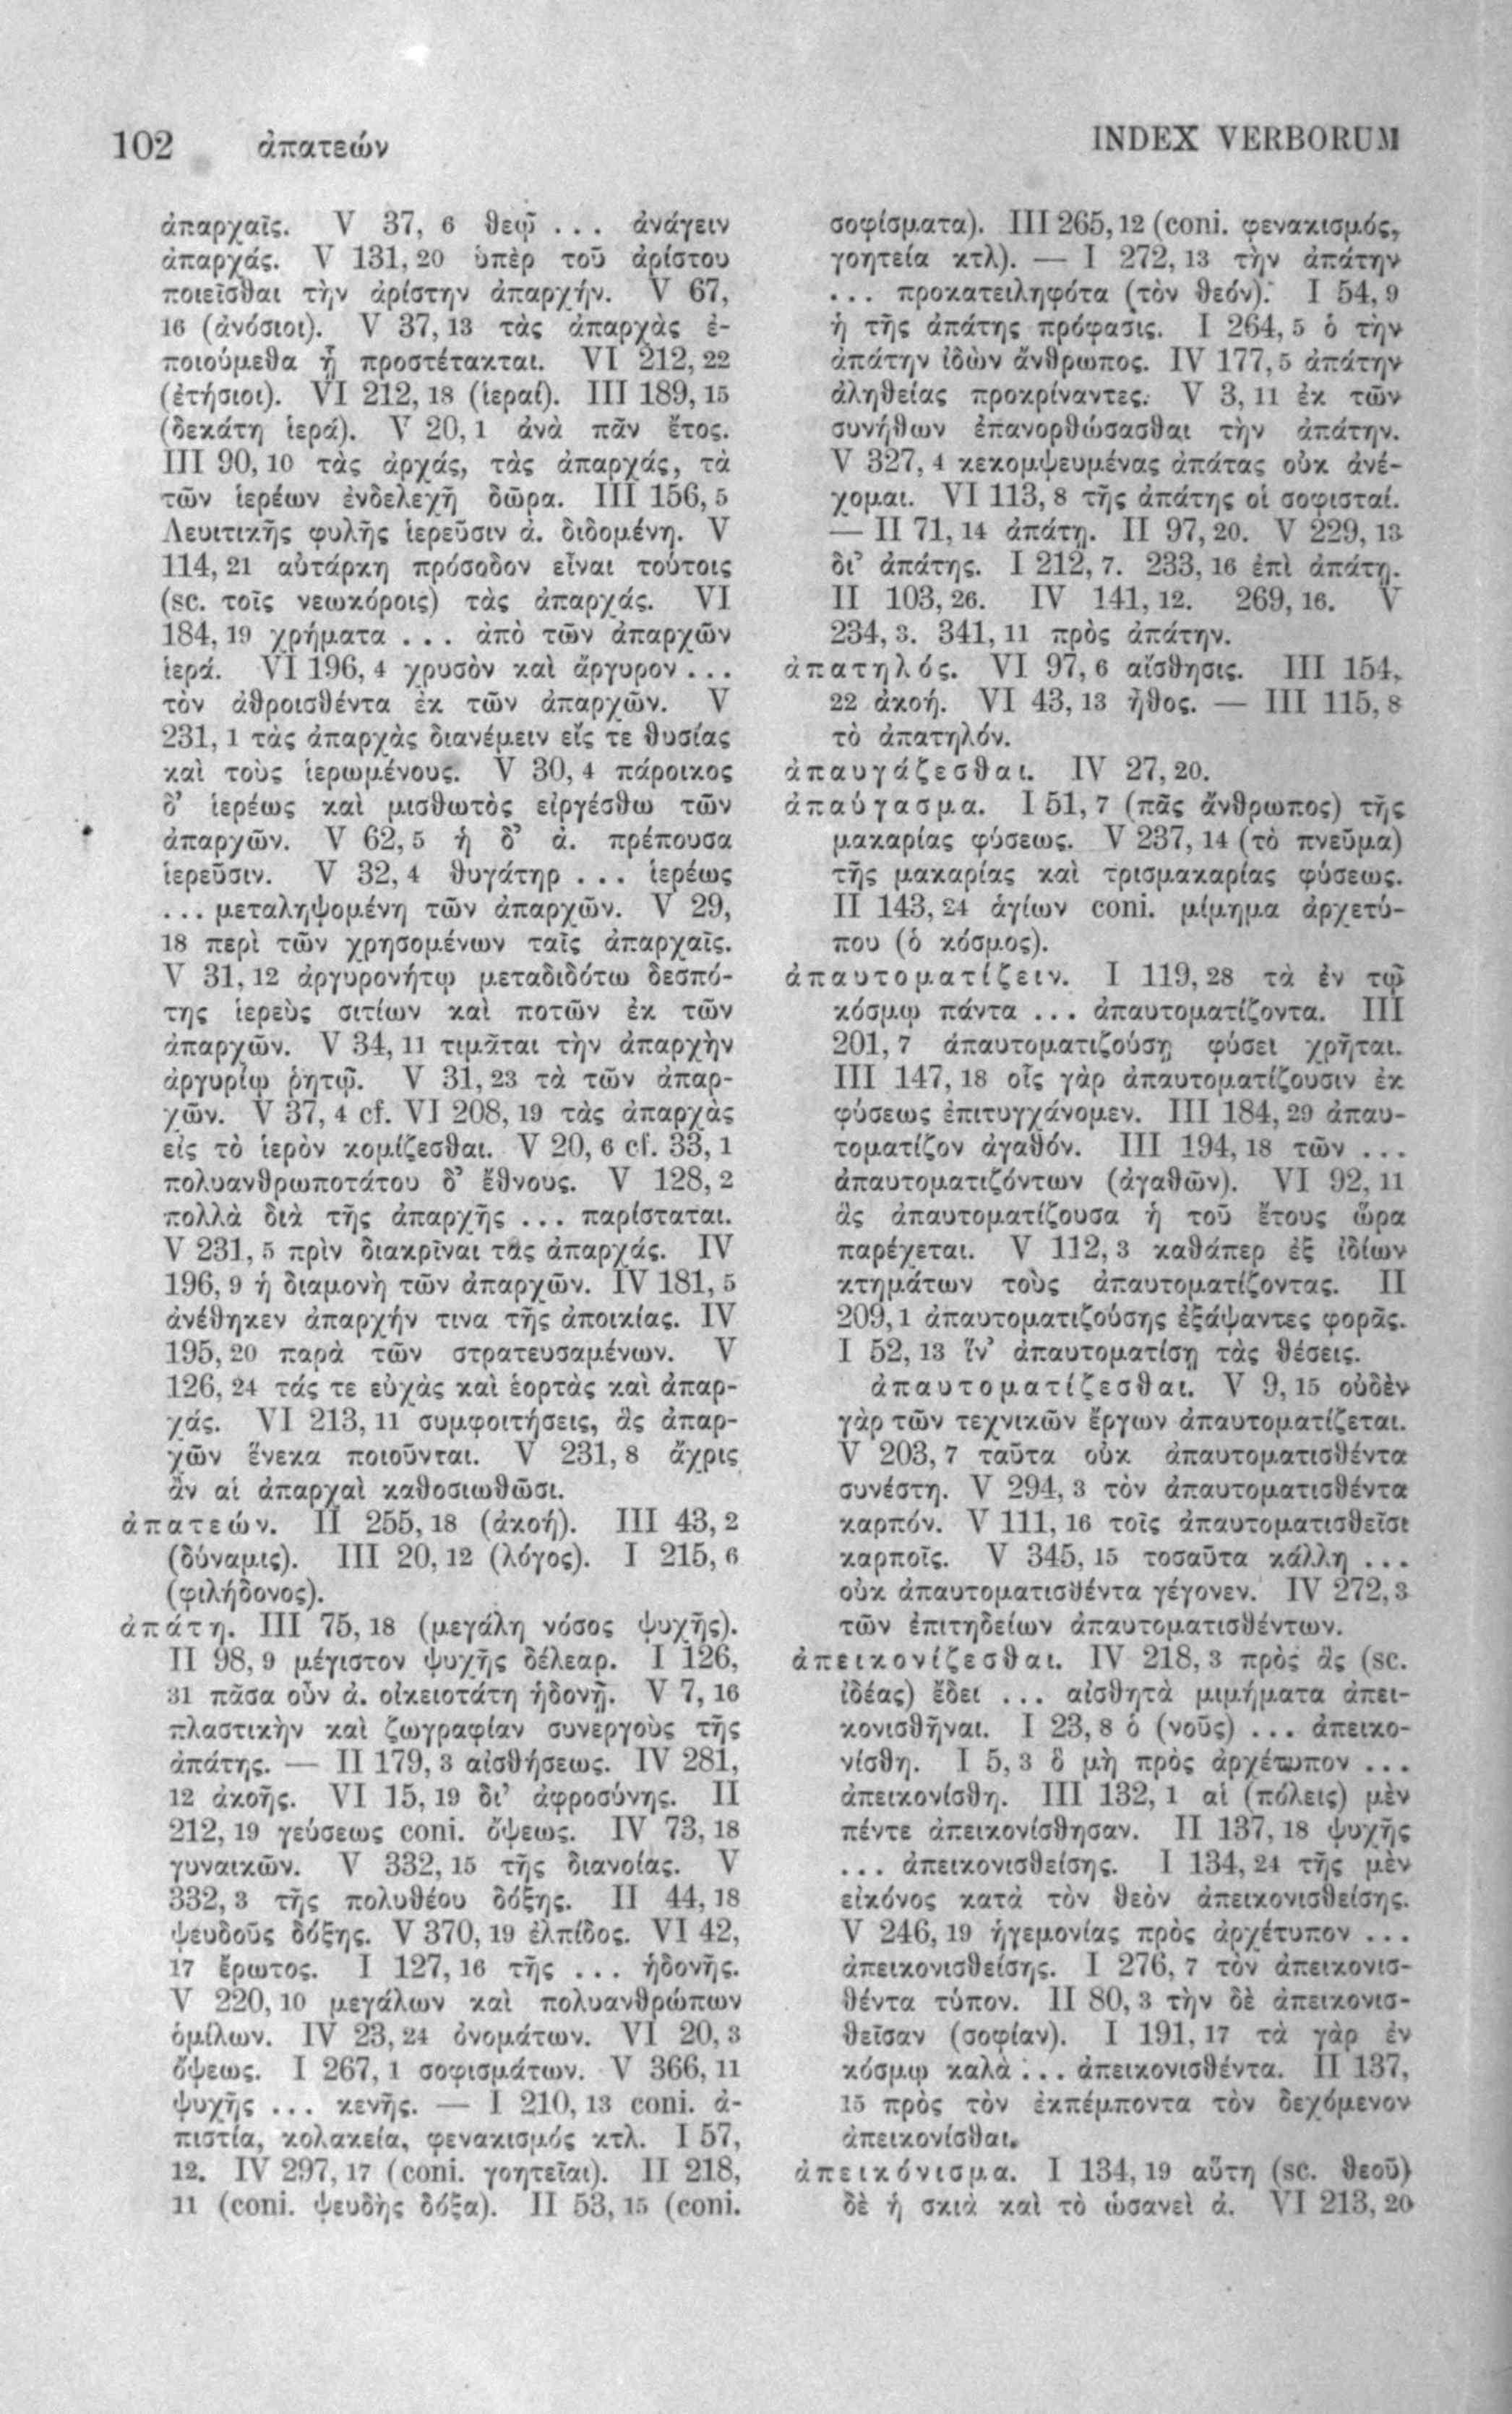 102 ἀπατεών
INDEX VERBORUM
ἀπαρχαῖς. V 37, 6 θεῷ ... ἀνάγειν
ἀπαρχάς. V 131, 20 ὑπὲρ τοῦ ἀρίστου
ποιεῖσθαι τὴν ἀρίστην ἀπαρχήν. V 67,
16 (ἀνόσιοι). V 37, 13 τὰς ἀπαρχὰς ἐ-
ποιούμεθα ᾗ προστέτακται. VI 212, 22
(ἐτήσιοι). VI 212, 18 (ἱεραί). III 189, 15
(δεκάτη ἱερά). V 20, 1 ἀνὰ πᾶν ἔτος.
III 90, 10 τὰς ἀρχάς, τὰς ἀπαρχάς, τὰ
τῶν ἱερέων ἐνδελεχῆ δῶρα. III 156, 5
Λευιτικῆς φυλῆς ἱερεῦσιν ἀ. διδομένη. V
114, 21 αὐτάρκη πρόσοδον εἶναι τούτοις
(sc. τοῖς νεωκόροις) τὰς ἀπαρχάς. VI
184, 19 χρήματα ... ἀπὸ τῶν ἀπαρχῶν
ἱερά. VI 196, 4 χρυσὸν καὶ ἄργυρον ...
τὸν ἀθροισθέντα ἐκ τῶν ἀπαρχῶν. V
231, 1 τὰς ἀπαρχὰς διανέμειν εἴς τε θυσίας
καὶ τοὺς ἱερωμένους. V 30, 4 πάροικος
δ’ ἱερέως καὶ μισθωτὸς εἰργέσθω τῶν
ἀπαρχῶν. V 62, 5 ἡ δ’ ἀ. πρέπουσα
ἱερεῦσιν. V 32, 4 θυγάτηρ ... ἱερέως
... μεταληψομένη τῶν ἀπαρχῶν. V 29,
18 περὶ τῶν χρησομένων ταῖς ἀπαρχαῖς.
V 31, 12 ἀργυρονήτῳ μεταδιδότω δεσπό-
της ἱερεὺς σιτίων καὶ ποτῶν ἐκ τῶν
ἀπαρχῶν. V 34, 11 τιμᾶται τὴν ἀπαρχὴν
ἀργυρίῳ ῥητῷ. V 31, 23 τὰ τῶν ἀπαρ-
χῶν. V 37, 4 cf. VI 208, 19 τὰς ἀπαρχὰς
εἰς τὸ ἱερὸν κομίζεσθαι. V 20, 6 cf. 33, 1
πολυανθρωποτάτου δ’ ἔθνους. V 128, 2
πολλὰ διὰ τῆς ἀπαρχῆς ... παρίσταται.
V 231, 5 πρὶν διακρῖναι τὰς ἀπαρχάς. IV
196, 9 ἡ διαμονὴ τῶν ἀπαρχῶν. IV 181, 5
ἀνέθηκεν ἀπαρχήν τινα τῆς ἀποικίας. IV
195, 20 παρὰ τῶν στρατευσαμένων. V
126, 24 τάς τε εὐχὰς καὶ ἑορτὰς καὶ ἀπαρ-
χάς. VI 213, 11 συμφοιτήσεις, ἃς ἀπαρ-
χῶν ἕνεκα ποιοῦνται. V 231, 8 ἄχρις
ἂν αἱ ἀπαρχαὶ καθοσιωθῶσι.
ἀπατεών. II 255, 18 (ἀκοή). III 43, 2
(δύναμις). III 20, 12 (λόγος). I 215, 6
(φιλήδονος).
ἀπάτη. III 75, 18 (μεγάλη νόσος ψυχῆς).
II 98, 9 μέγιστον ψυχῆς δέλεαρ. I 126,
31 πᾶσα οὖν ἀ. οἰκειοτάτη ἡδονῇ. V 7, 16
πλαστικὴν καὶ ζωγραφίαν συνεργοὺς τῆς
ἀπάτης. — II 179, 3 αἰσθήσεως. IV 281,
12 ἀκοῆς. VI 15, 19 δι’ ἀφροσύνης. II
212, 19 γεύσεως coni. ὄψεως. IV 73, 18
γυναικῶν. V 332, 15 τῆς διανοίας. V
332, 3 τῆς πολυθέου δόξης. II 44, 18
ψευδοῦς δόξης. V 370, 19 ἐλπίδος. VI 42,
17 ἔρωτος. I 127, 16 τῆς ... ἡδονῆς.
V 220, 10 μεγάλων καὶ πολυανθρώπων
ὁμίλων. IV 23, 24 ὀνομάτων. VI 20, 3
ὄψεως. I 267, 1 σοφισμάτων. V 366, 11
ψυχῆς ... κενῆς. — I 210, 13 coni. ἀ-
πιστία, κολακεία, φενακισμός κτλ. I 57,
12. IV 297, 17 (coni. γοητεῖαι). II 218,
11 (coni. ψευδὴς δόξα). II 53, 15 (coni.
σοφίσματα). III 265, 12 (coni. φενακισμός,
γοητεία κτλ). — I 272, 13 τὴν ἀπάτην
... προκατειληφότα (τὸν θεόν). I 54, 9
ἡ τῆς ἀπάτης πρόφασις. I 264, 5 ὁ τὴν
ἀπάτην ἰδὼν ἄνθρωπος. IV 177, 5 ἀπάτην
ἀληθείας προκρίναντες. V 3, 11 ἐκ τῶν
συνήθων ἐπανορθώσασθαι τὴν ἀπάτην.
V 327, 4 κεκομψευμένας ἀπάτας οὐκ ἀνέ-
χομαι. VI 113, 8 τῆς ἀπάτης οἱ σοφισταί.
— II 71, 14 ἀπάτῃ. II 97, 20. V 229, 13
δι’ ἀπάτης. I 212, 7. 233, 16 ἐπὶ ἀπάτῃ.
II 103, 26. IV 141, 12. 269, 16. V
234, 3. 341, 11 πρὸς ἀπάτην.
ἀπατηλός. VI 97, 6 αἴσθησις. III 154,
22 ἀκοή. VI 43, 13 ἦθος. — III 115, 8
τὸ ἀπατηλόν.
ἀπαυγάζεσθαι. IV 27, 20.
ἀπαύγασμα. I 51, 7 (πᾶς ἄνθρωπος) τῆς
μακαρίας φύσεως. V 237, 14 (τὸ πνεῦμα)
τῆς μακαρίας καὶ τρισμακαρίας φύσεως.
II 143, 24 ἁγίων coni. μίμημα ἀρχετύ-
που (ὁ κόσμος).
ἀπαυτοματίζειν. I 119, 28 τὰ ἐν τῷ
κόσμῳ πάντα ... ἀπαυτοματίζοντα. III
201, 7 ἀπαυτοματιζούσῃ φύσει χρῆται.
III 147, 18 οἷς γὰρ ἀπαυτοματίζουσιν ἐκ
φύσεως ἐπιτυγχάνομεν. III 184, 29 ἀπαυ-
τοματίζον ἀγαθόν. III 194, 18 τῶν ...
ἀπαυτοματιζόντων (ἀγαθῶν). VI 92, 11
ἃς ἀπαυτοματίζουσα ἡ τοῦ ἔτους ὥρα
παρέχεται. V 112, 3 καθάπερ ἐξ ἰδίων
κτημάτων τοὺς ἀπαυτοματίζοντας. II
209, 1 ἀπαυτοματιζούσης ἐξάψαντες φορᾶς.
I 52, 13 ἵν’ ἀπαυτοματίσῃ τὰς θέσεις.
ἀπαυτοματίζεσθαι. V 9, 15 οὐδὲν
γὰρ τῶν τεχνικῶν ἔργων ἀπαυτοματίζεται.
V 203, 7 ταῦτα οὐκ ἀπαυτοματισθέντα
συνέστη. V 294, 3 τὸν ἀπαυτοματισθέντα
καρπόν. V 111, 16 τοῖς ἀπαυτοματισθεῖσι
καρποῖς. V 345, 15 τοσαῦτα κάλλη ...
οὐκ ἀπαυτοματισθέντα γέγονεν. IV 272, 3
τῶν ἐπιτηδείων ἀπαυτοματισθέντων.
ἀπεικονίζεσθαι. IV 218, 3 πρὸς ἃς (sc.
ἰδέας) ἔδει ... αἰσθητὰ μιμήματα ἀπει-
κονισθῆναι. I 23, 8 ὁ (νοῦς) ... ἀπεικο-
νίσθη. I 5, 3 ὃ μὴ πρὸς ἀρχέτυπον ...
ἀπεικονίσθη. III 132, 1 αἱ (πόλεις) μὲν
πέντε ἀπεικονίσθησαν. II 137, 18 ψυχῆς
... ἀπεικονισθείσης. I 134, 24 τῆς μὲν
εἰκόνος κατὰ τὸν θεὸν ἀπεικονισθείσης.
V 246, 19 ἡγεμονίας πρὸς ἀρχέτυπον ...
ἀπεικονισθείσης. I 276, 7 τὸν ἀπεικονισ-
θέντα τύπον. II 80, 3 τὴν δὲ ἀπεικονισ-
θεῖσαν (σοφίαν). I 191, 17 τὰ γὰρ ἐν
κόσμῳ καλὰ ... ἀπεικονισθέντα. II 137,
15 πρὸς τὸν ἐκπέμποντα τὸν δεχόμενον
ἀπεικονίσθαι.
ἀπεικόνισμα. I 134, 19 αὕτη (sc. θεοῦ)
δὲ ἡ σκιὰ καὶ τὸ ὡσανεὶ ἀ. VI 213, 20